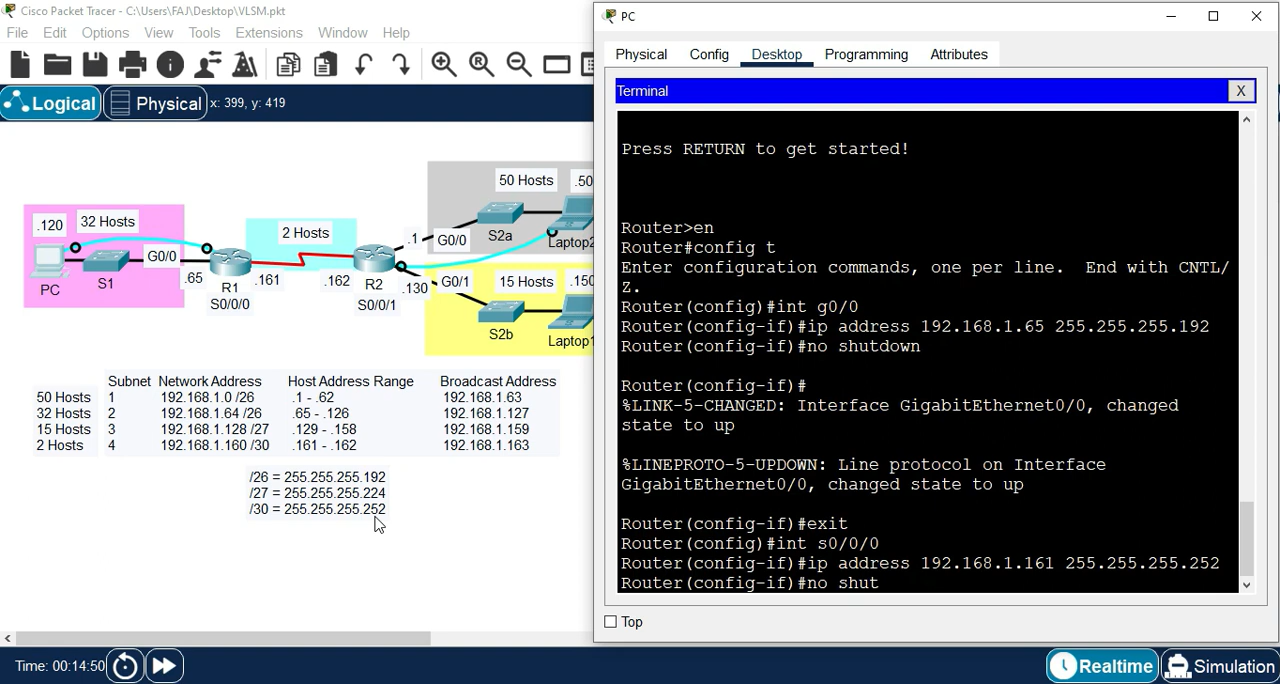 Cisco Packet Tracer - C:\Users\FAJ\Desktop\VLSM.pkt
File Edit Options View Tools Extensions Window Help
Logical Physical x: 399, y: 419
50 Hosts .50
S2a
Laptop2
.120 32 Hosts
2 Hosts
.1 G0/0
G0/0
PC S1 .65 R1 .161 .162 R2 .130 G0/1 15 Hosts .150
S0/0/0 S0/0/1
S2b Laptop1
Subnet Network Address Host Address Range Broadcast Address
50 Hosts 1 192.168.1.0 /26 .1 - .62 192.168.1.63
32 Hosts 2 192.168.1.64 /26 .65 - .126 192.168.1.127
15 Hosts 3 192.168.1.128 /27 .129 - .158 192.168.1.159
2 Hosts 4 192.168.1.160 /30 .161 - .162 192.168.1.163
/26 = 255.255.255.192
/27 = 255.255.255.224
/30 = 255.255.255.252
Time: 00:14:50
PC
Physical Config Desktop Programming Attributes
Terminal X
Press RETURN to get started!
Router>en
Router#config t
Enter configuration commands, one per line. End with CNTL/
Z.
Router(config)#int g0/0
Router(config-if)#ip address 192.168.1.65 255.255.255.192
Router(config-if)#no shutdown
Router(config-if)#
%LINK-5-CHANGED: Interface GigabitEthernet0/0, changed
state to up
%LINEPROTO-5-UPDOWN: Line protocol on Interface
GigabitEthernet0/0, changed state to up
Router(config-if)#exit
Router(config)#int s0/0/0
Router(config-if)#ip address 192.168.1.161 255.255.255.252
Router(config-if)#no shut
Top
Realtime Simulation